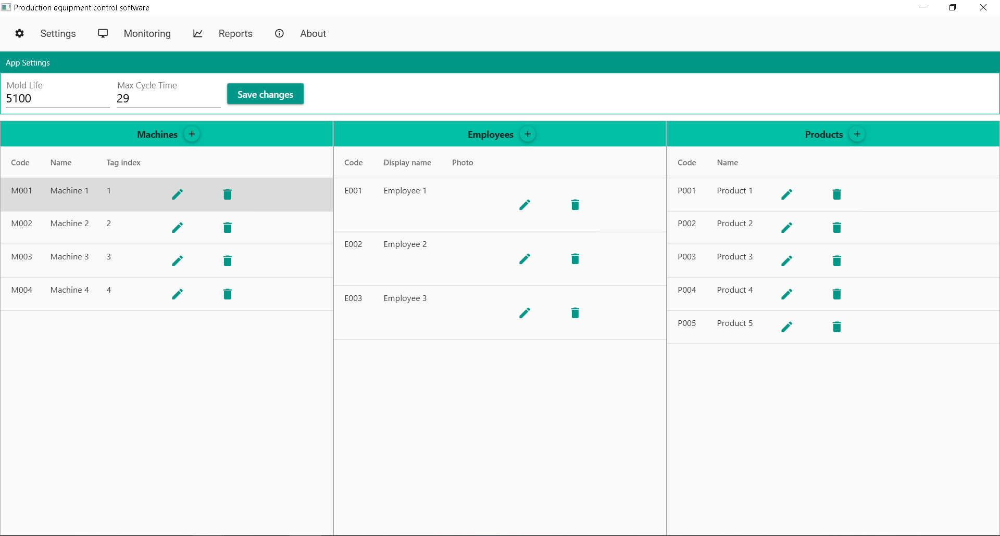 Production equipment control software
Settings Monitoring Reports About
App Settings
Mold Life Max Cycle Time
5100 29 Save changes
Machines + Employees + Products +
Code Name Tag index Code Display name Photo Code Name
M001 Machine 1 1 E001 Employee 1 P001 Product 1
M002 Machine 2 2 P002 Product 2
E002 Employee 2
M003 Machine 3 3 P003 Product 3
M004 Machine 4 4 P004 Product 4
E003 Employee 3
P005 Product 5